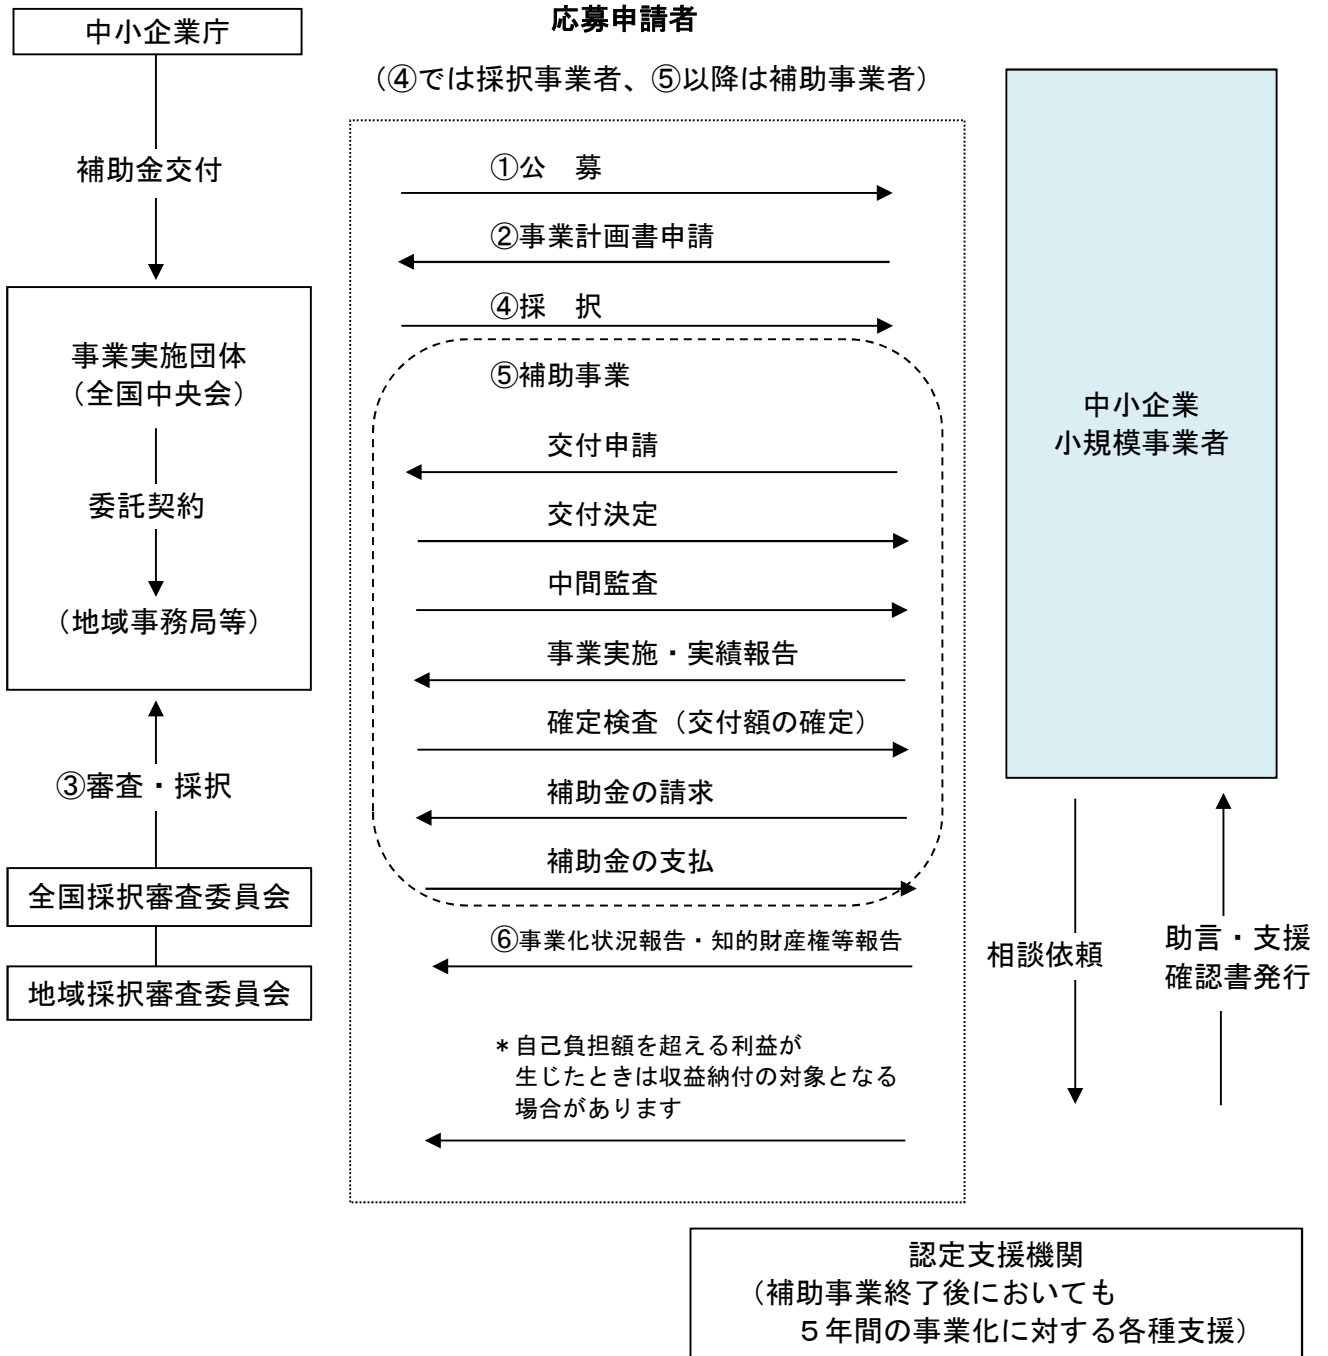 中小企業庁
応募申請者
（④では採択事業者、⑤以降は補助事業者）
補助金交付
事業実施団体
（全国中央会）
委託契約
（地域事務局等）
③審査・採択
全国採択審査委員会
地域採択審査委員会
①公　募
②事業計画書申請
④採　択
⑤補助事業
交付申請
交付決定
中間監査
事業実施・実績報告
確定検査（交付額の確定）
補助金の請求
補助金の支払
⑥事業化状況報告・知的財産権等報告
＊自己負担額を超える利益が
生じたときは収益納付の対象となる
場合があります
中小企業
小規模事業者
相談依頼
助言・支援
確認書発行
認定支援機関
（補助事業終了後においても
５年間の事業化に対する各種支援）